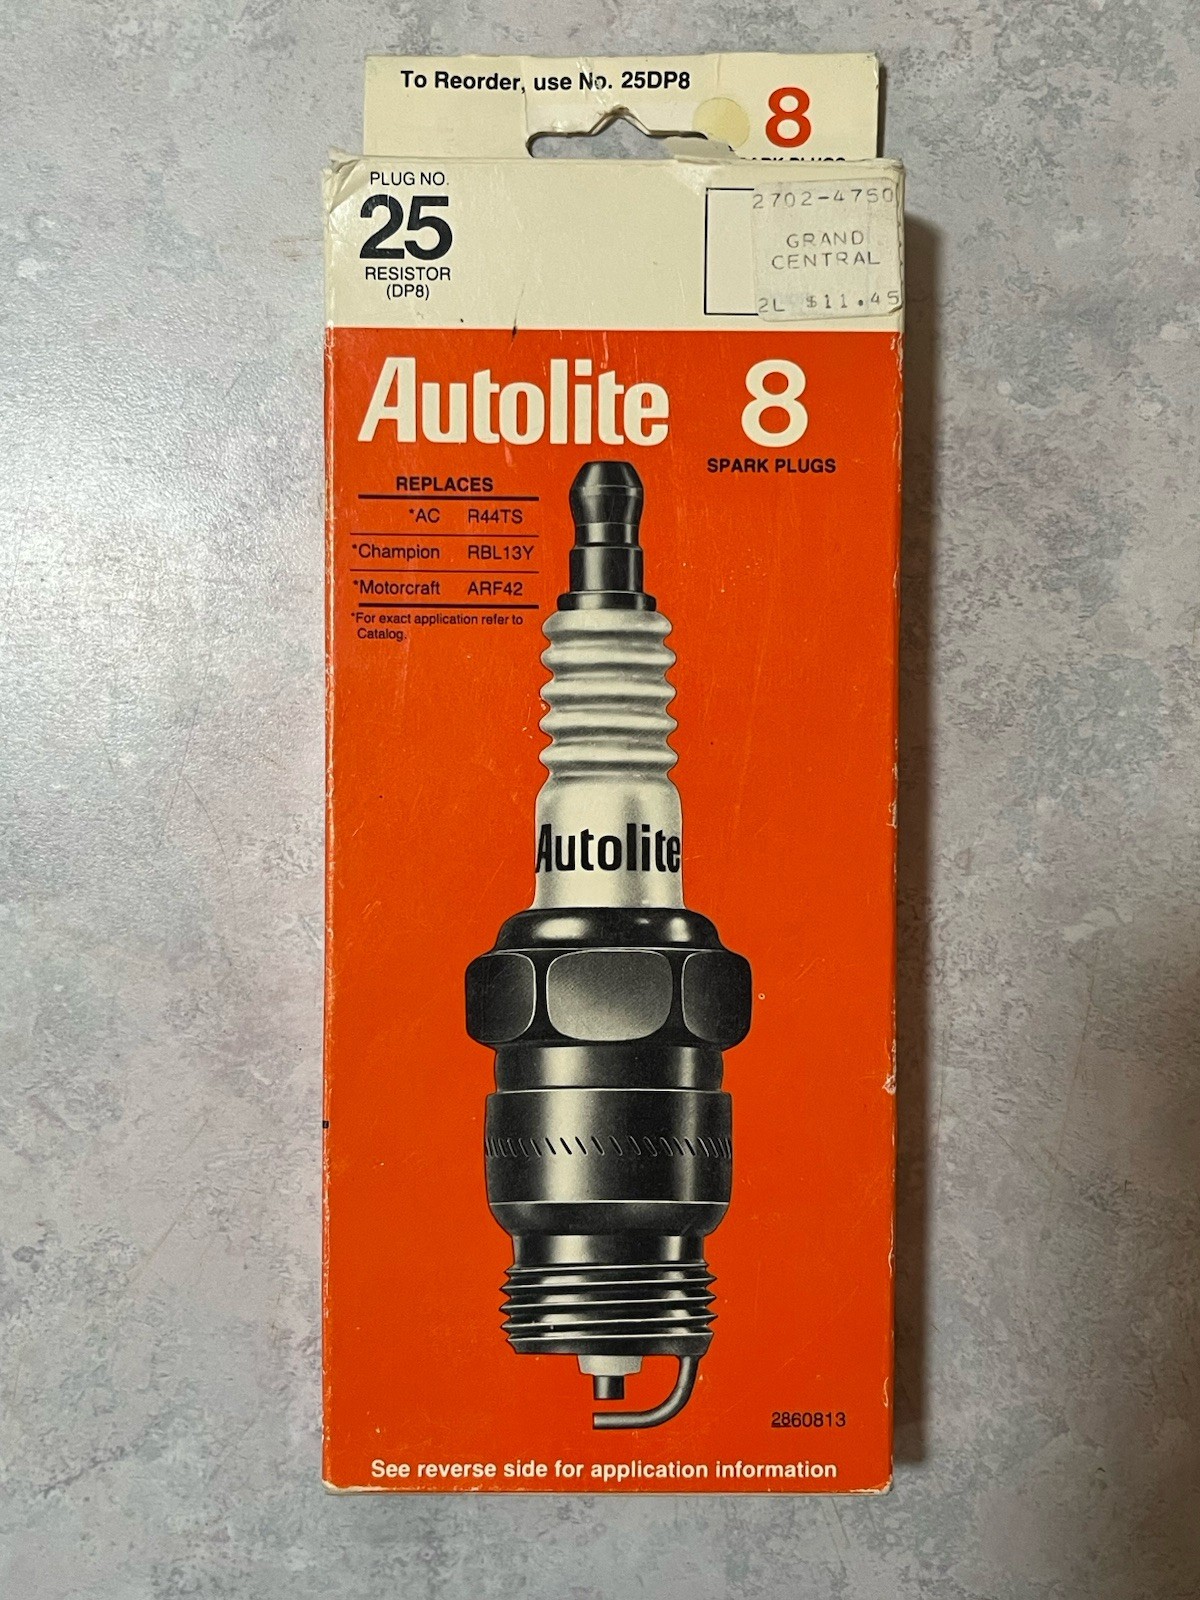 To Reorder, use No. 25DP8
8
SPARK PLUGS
PLUG NO.
25
RESISTOR
(DP8)
2702-4750
GRAND
CENTRAL
2L $11.45
Autolite 8
SPARK PLUGS
REPLACES
*AC R44TS
*Champion RBL13Y
*Motorcraft ARF42
*For exact application refer to
Catalog.
Autolite
2860813
See reverse side for application information